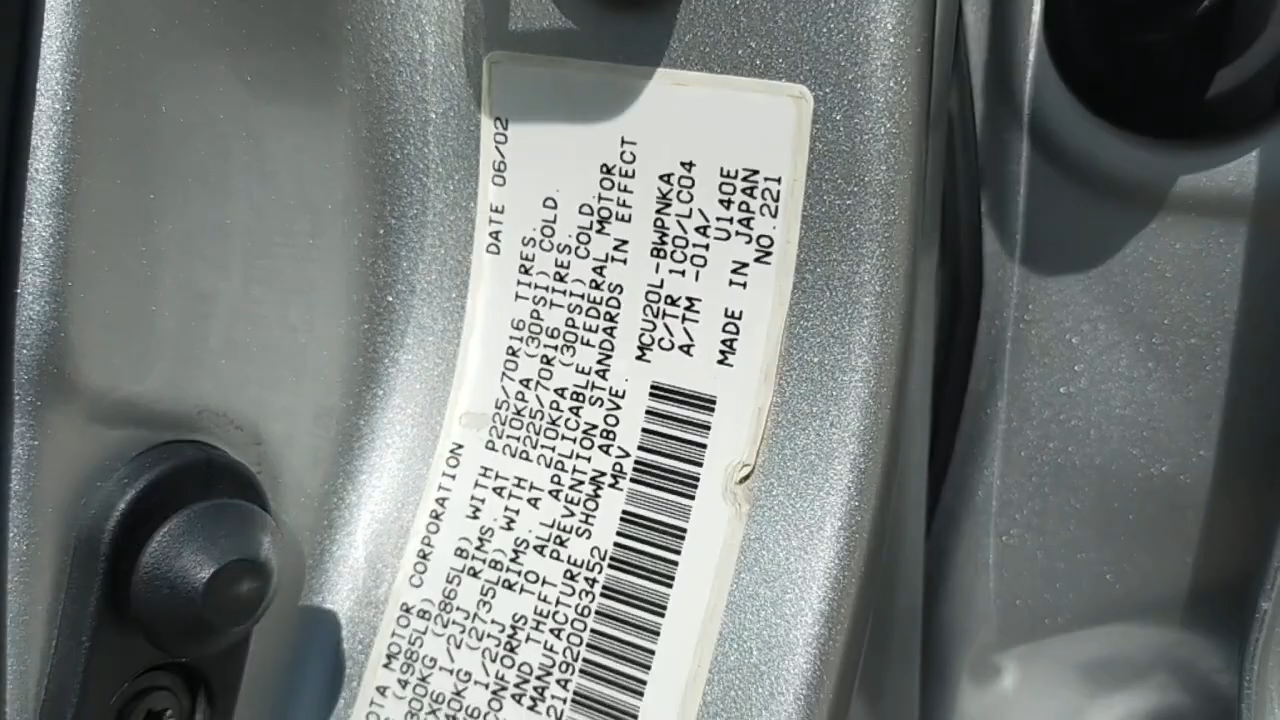 OTA MOTOR CORPORATION DATE 06/02
300KG (4985LB)
X6 1/2JJ RIMS, WITH P225/70R16 TIRES.
(2865LB) AT 210KPA (30PSI) COLD.
6 1/2JJ RIMS, WITH P225/70R16 TIRES.
40KG (2735LB) AT 210KPA (30PSI) COLD.
CONFORMS TO ALL APPLICABLE FEDERAL MOTOR
AND THEFT PREVENTION STANDARDS IN EFFECT
MANUFACTURE SHOWN ABOVE.
21A920063452 MPV
MCU20L-BWPNKA
C/TR 1C0/LC04
A/TM -01A/
U140E
MADE IN JAPAN
NO.221